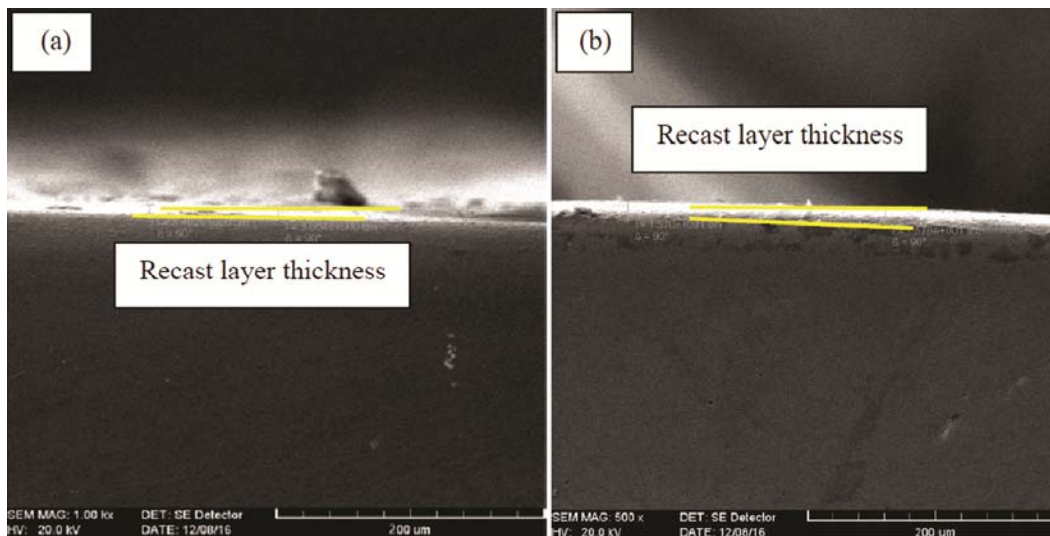 (a)
Recast layer thickness
SEM MAG: 1.00 kx DET: SE Detector
HV: 20.0 kV DATE: 12/08/16 200 um
(b)
Recast layer thickness
SEM MAG: 500 x DET: SE Detector
HV: 20.0 kV DATE: 12/08/16 200 um